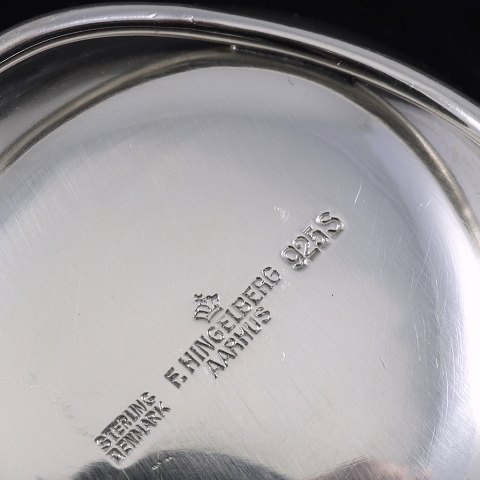 925S
F. HINGELBERG
AARHUS
STERLING
DENMARK